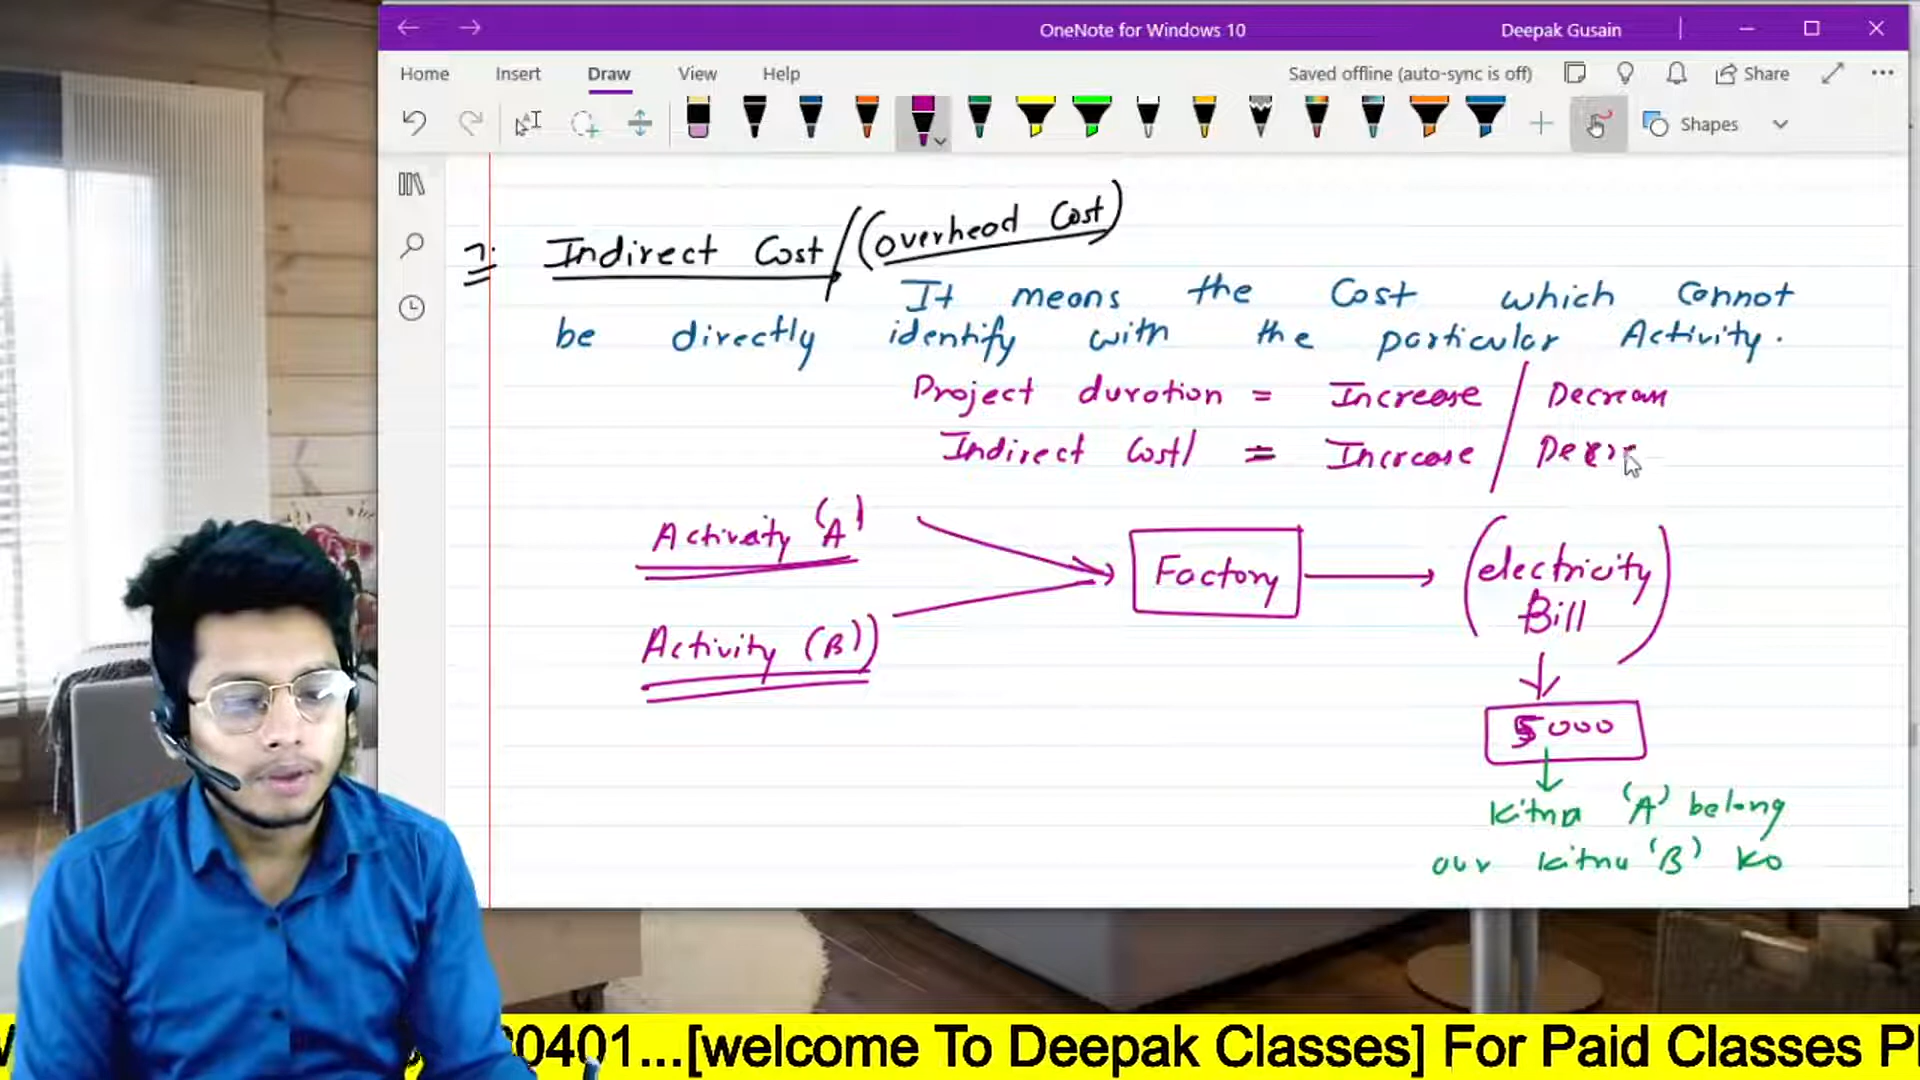 OneNote for Windows 10
Deepak Gusain
Home Insert Draw View Help
Saved offline (auto-sync is off) Share
Shapes
7. Indirect Cost/(overhead Cost)
It means the Cost which Connot
be directly identify with the particular Activity.
Project duration = Increase / Decrease
Indirect Cost/ = Increase /
Activity (A)
Factory
(electricity
Bill)
Activity (B))
5000
Kitna 'A' belong
aur Kitna 'B' Ko
0401...[welcome To Deepak Classes] For Paid Classes